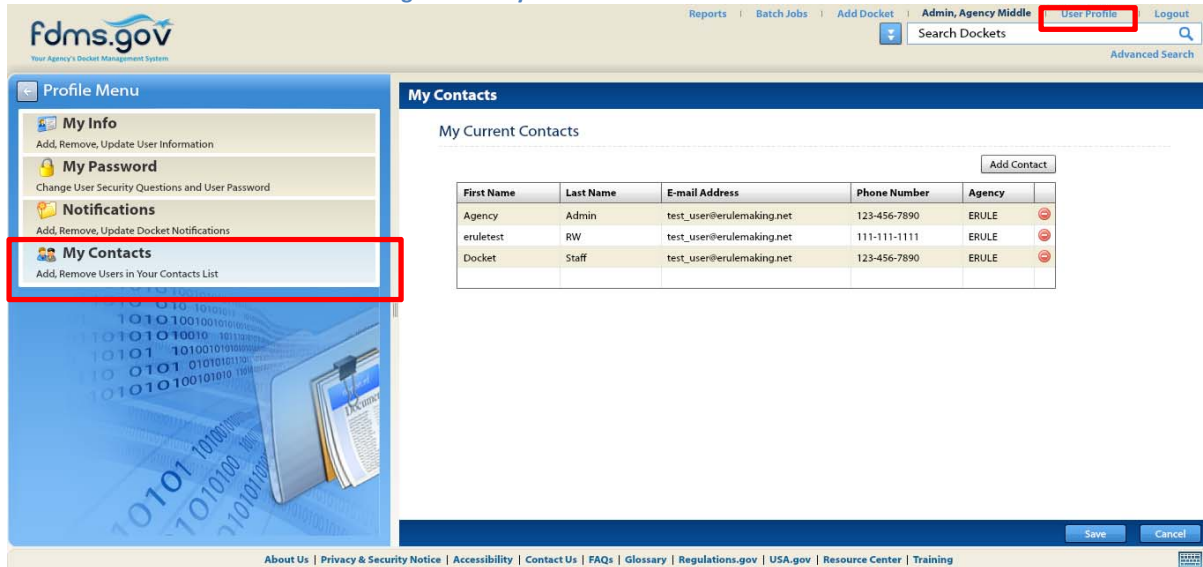 Reports | Batch Jobs | Add Docket | Admin, Agency Middle | User Profile | Logout
fdms.gov
Your Agency's Docket Management System
Search Dockets
Advanced Search
Profile Menu
My Info
Add, Remove, Update User Information
My Password
Change User Security Questions and User Password
Notifications
Add, Remove, Update Docket Notifications
My Contacts
Add, Remove Users in Your Contacts List
My Contacts
My Current Contacts
Add Contact
First Name Last Name E-mail Address Phone Number Agency
Agency Admin test_user@erulemaking.net 123-456-7890 ERULE
eruletest RW test_user@erulemaking.net 111-111-1111 ERULE
Docket Staff test_user@erulemaking.net 123-456-7890 ERULE
Save Cancel
About Us | Privacy & Security Notice | Accessibility | Contact Us | FAQs | Glossary | Regulations.gov | USA.gov | Resource Center | Training